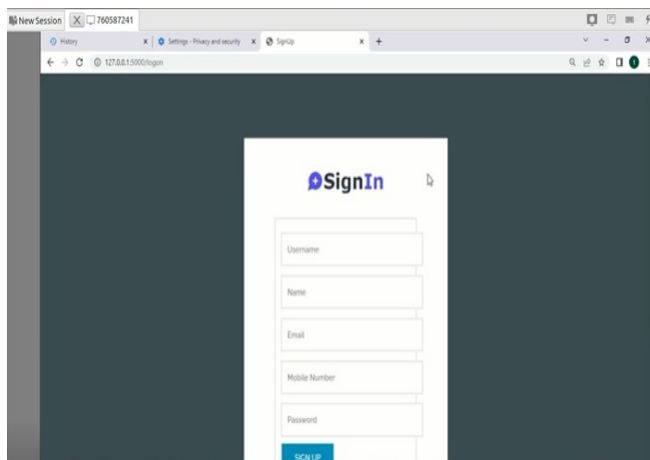 New Session X 760587241
History x Settings - Privacy and security x SignUp x +
127.0.0.1:5000/logon
SignIn
Username
Name
Email
Mobile Number
Password
SIGN UP